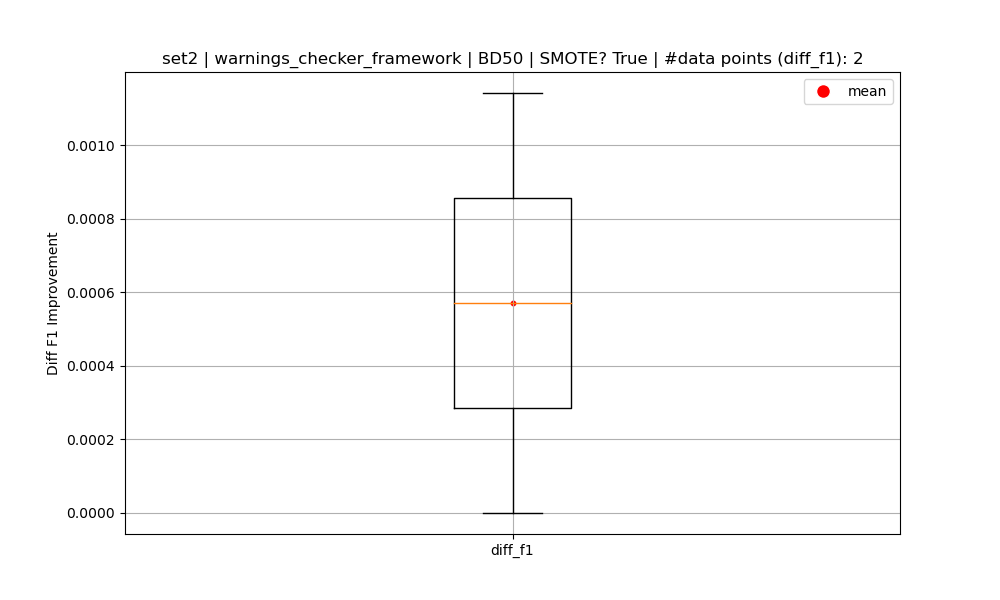 set2 | warnings_checker_framework | BD50 | SMOTE? True | #data points (diff_f1): 2
mean
0.0010
0.0008
0.0006
0.0004
0.0002
0.0000
Diff F1 Improvement
diff_f1